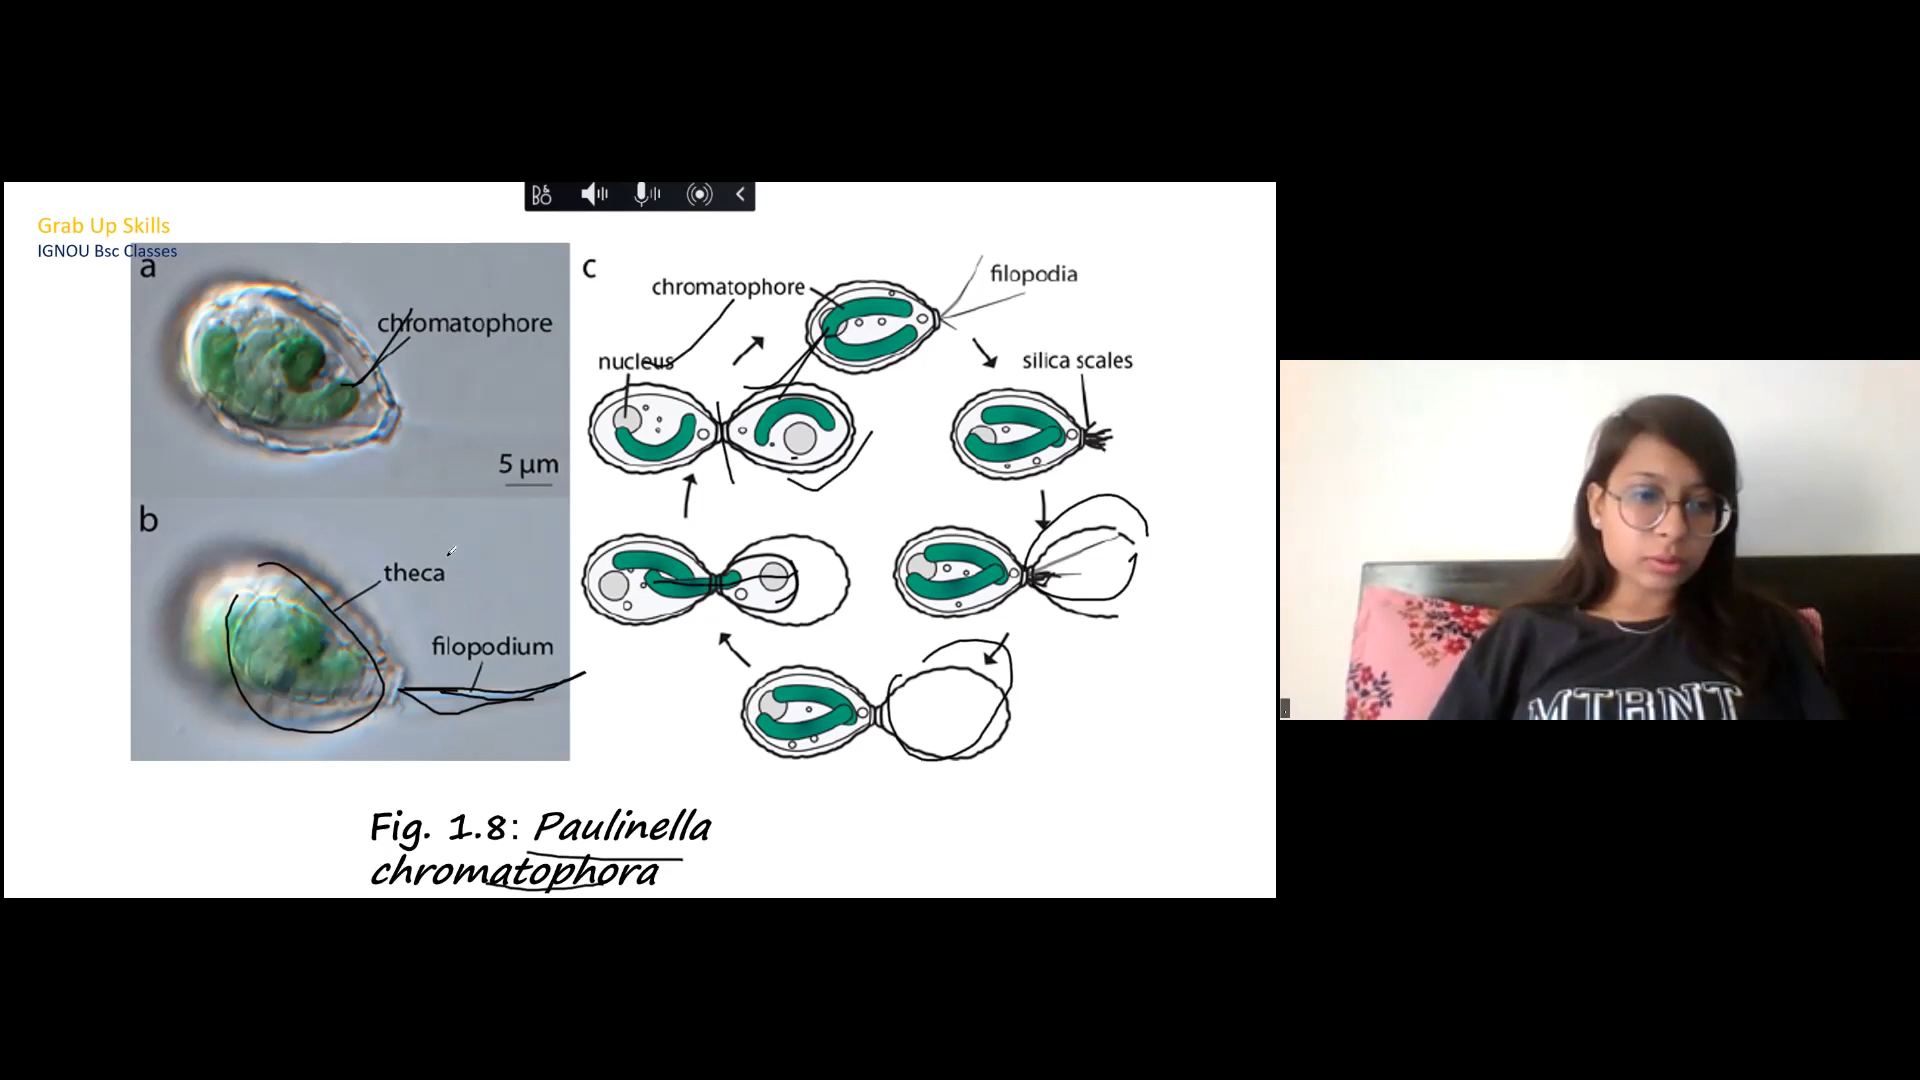 Grab Up Skills
IGNOU Bsc Classes
a
chromatophore
5 µm
b
theca
filopodium
c
chromatophore
filopodia
nucleus
silica scales
Fig. 1.8: Paulinella
chromatophora
MTRNT